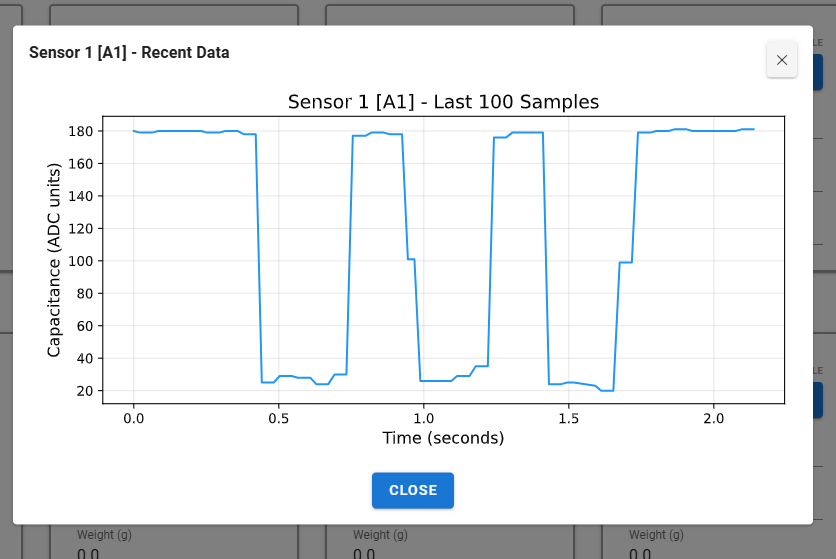 Sensor 1 [A1] - Recent Data
LE
Sensor 1 [A1] - Last 100 Samples
Capacitance (ADC units)
180
160
140
120
100
80
60
40
20
0.0 0.5 1.0 1.5 2.0
Time (seconds)
LE
CLOSE
Weight (g) Weight (g) Weight (g)
0.0 0.0 0.0